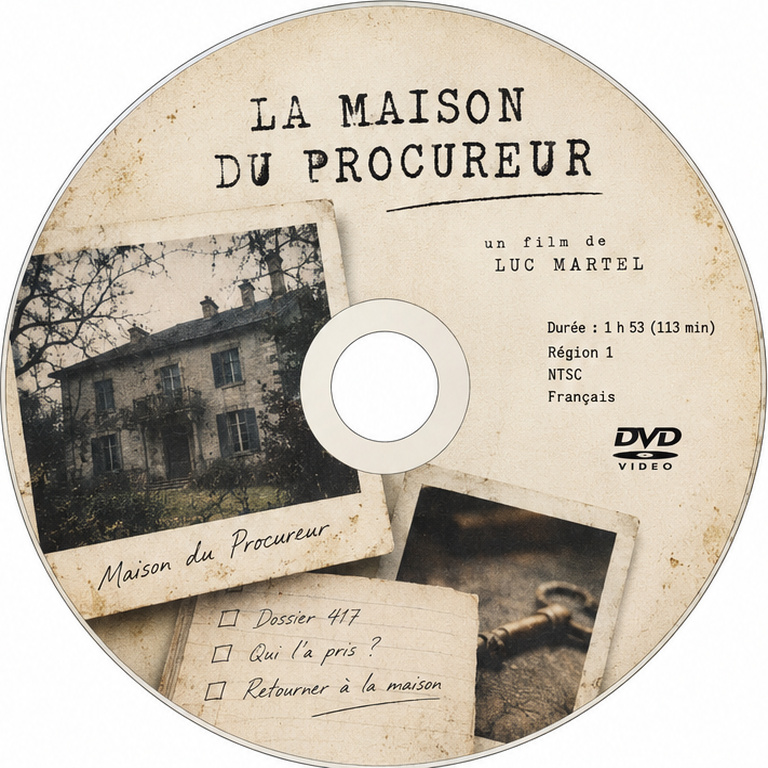 LA MAISON
DU PROCUREUR
un film de
LUC MARTEL
Durée : 1 h 53 (113 min)
Région 1
NTSC
Français
DVD
VIDEO
Maison du Procureur
Dossier 417
Qui l'a pris ?
Retourner à la maison